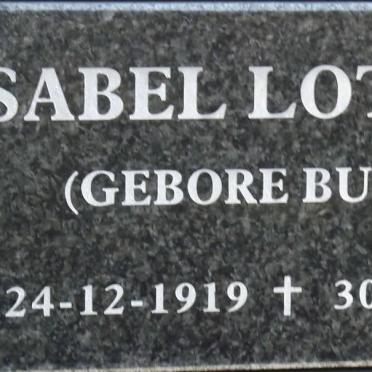 SABEL LOT
(GEBORE BU
24-12-1919 † 30